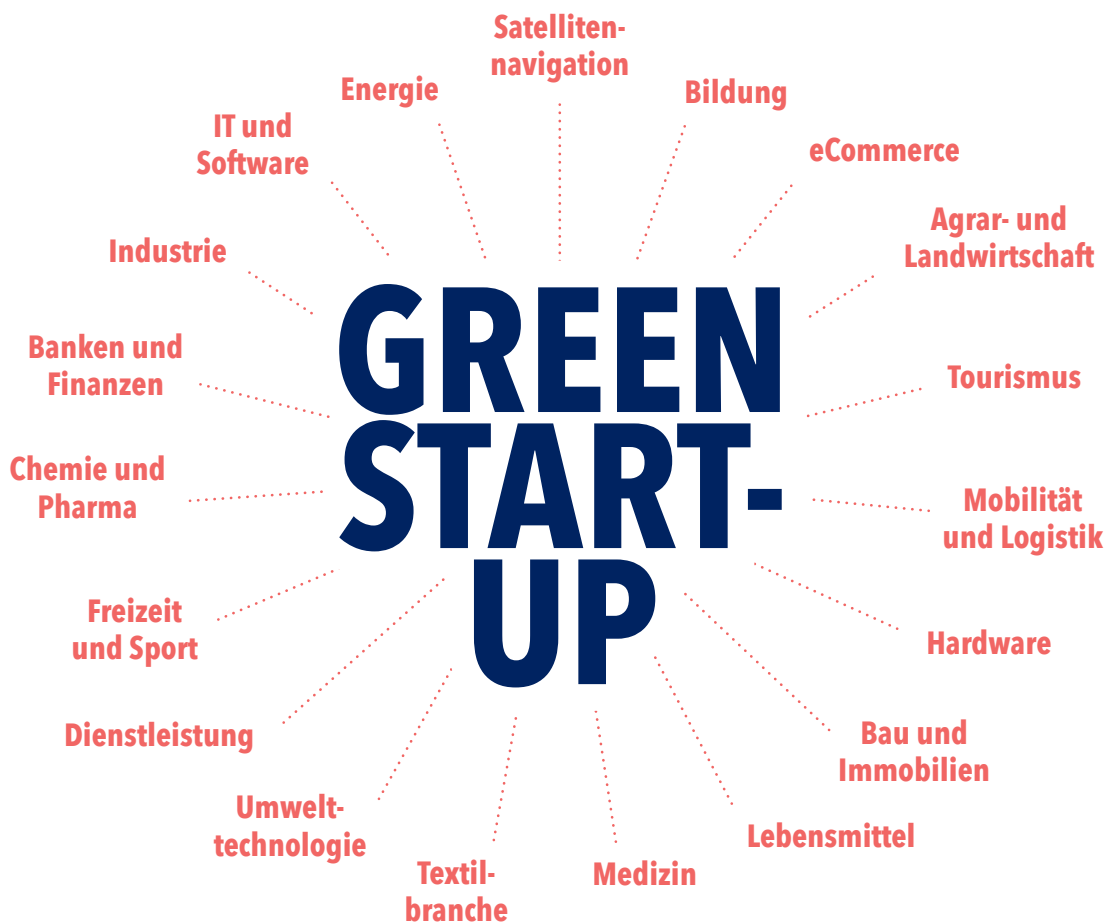 Satelliten-
navigation
Energie
Bildung
IT und
Software
eCommerce
Agrar- und
Landwirtschaft
Industrie
Banken und
Finanzen
Tourismus
Chemie und
Pharma
Mobilität
und Logistik
GREEN
START-
UP
Freizeit
und Sport
Hardware
Dienstleistung
Bau und
Immobilien
Umwelt-
technologie
Lebensmittel
Textil-
branche
Medizin